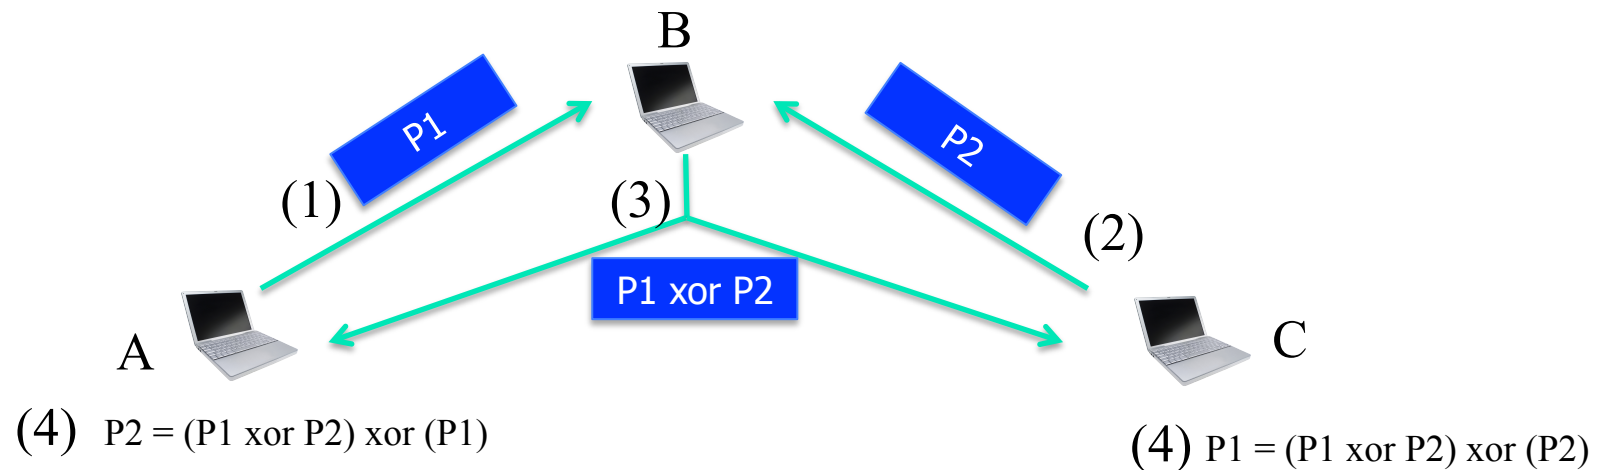 B
P1
P2
(1)
(3)
(2)
P1 xor P2
A
C
(4) P2 = (P1 xor P2) xor (P1)
(4) P1 = (P1 xor P2) xor (P2)